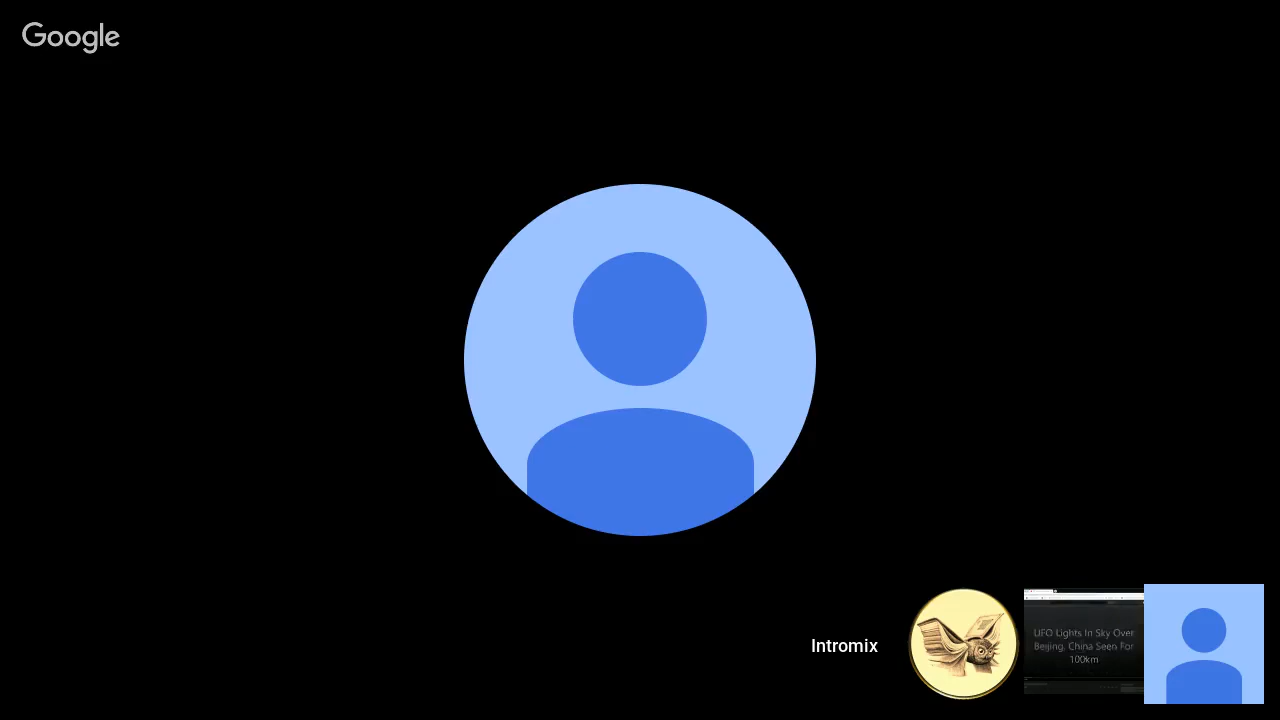 Google
Intromix
UFO Lights In Sky Over
Beijing, China Seen For
100km